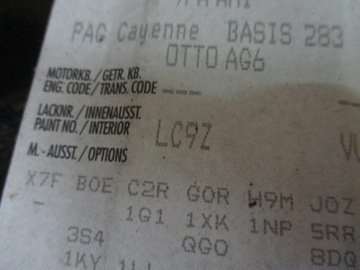 PAG Cayenne BASIS 283
OTTO AG6
MOTORKB. / GETR. KB.
ENG. CODE / TRANS. CODE
LACKNR. / INNENAUSST.
PAINT NO. / INTERIOR
LC9Z
M. - AUSST. / OPTIONS
X7F BOE C2R GOR W9M JOZ
- 1G1 1XK 1NP 5RR
3S4 QGO 8DG
1KY